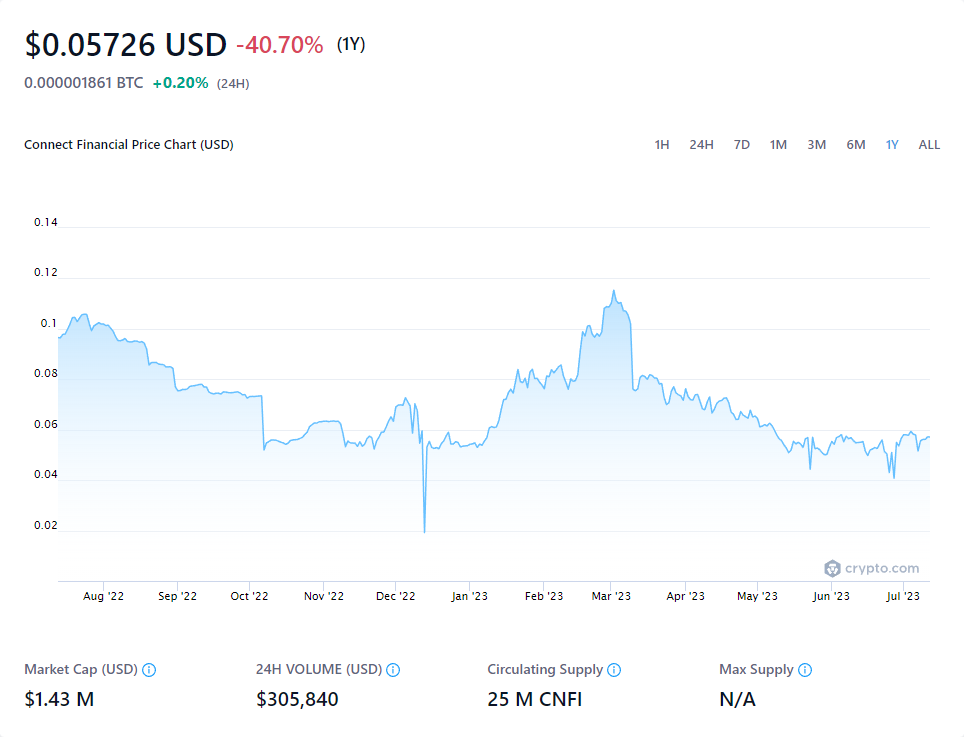 $0.05726 USD -40.70% (1Y)
0.000001861 BTC +0.20% (24H)
Connect Financial Price Chart (USD) 1H 24H 7D 1M 3M 6M 1Y ALL
0.14
0.12
0.1
0.08
0.06
0.04
0.02
crypto.com
Aug '22 Sep '22 Oct '22 Nov '22 Dec '22 Jan '23 Feb '23 Mar '23 Apr '23 May '23 Jun '23 Jul '23
Market Cap (USD) 24H VOLUME (USD) Circulating Supply Max Supply
$1.43 M $305,840 25 M CNFI N/A